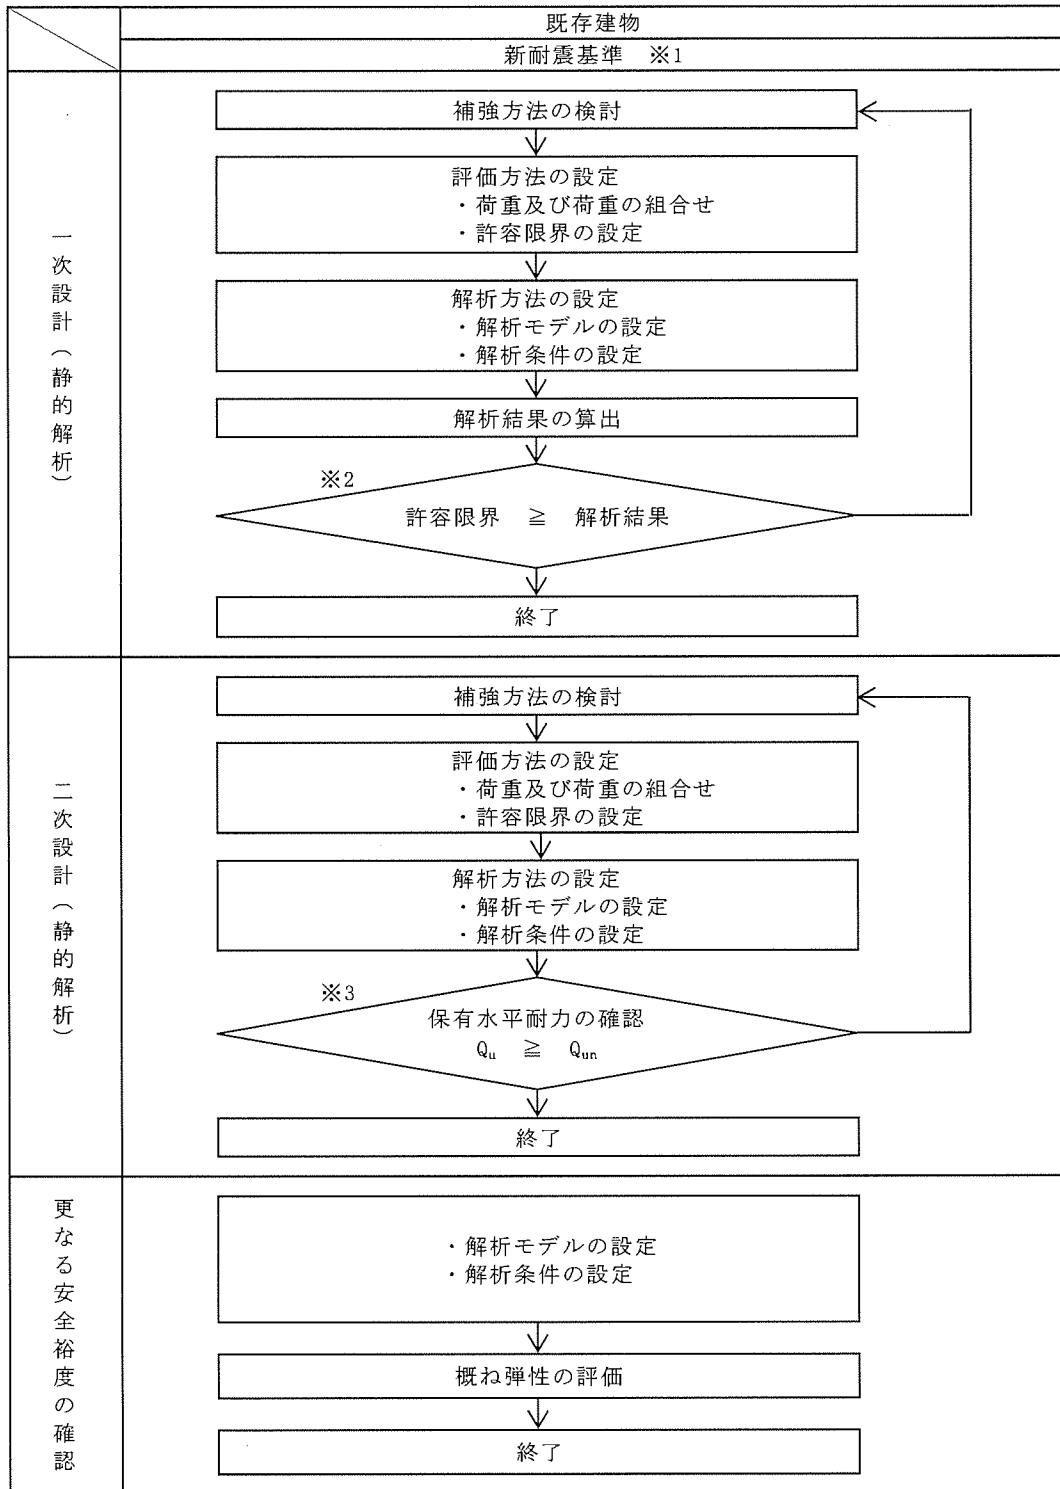 既存建物
新耐震基準 ※1
一次設計(静的解析)
補強方法の検討
評価方法の設定
・荷重及び荷重の組合せ
・許容限界の設定
解析方法の設定
・解析モデルの設定
・解析条件の設定
解析結果の算出
※2
許容限界 ≧ 解析結果
終了
二次設計(静的解析)
補強方法の検討
評価方法の設定
・荷重及び荷重の組合せ
・許容限界の設定
解析方法の設定
・解析モデルの設定
・解析条件の設定
※3
保有水平耐力の確認
Qu ≧ Qun
終了
更なる安全裕度の確認
・解析モデルの設定
・解析条件の設定
概ね弾性の評価
終了